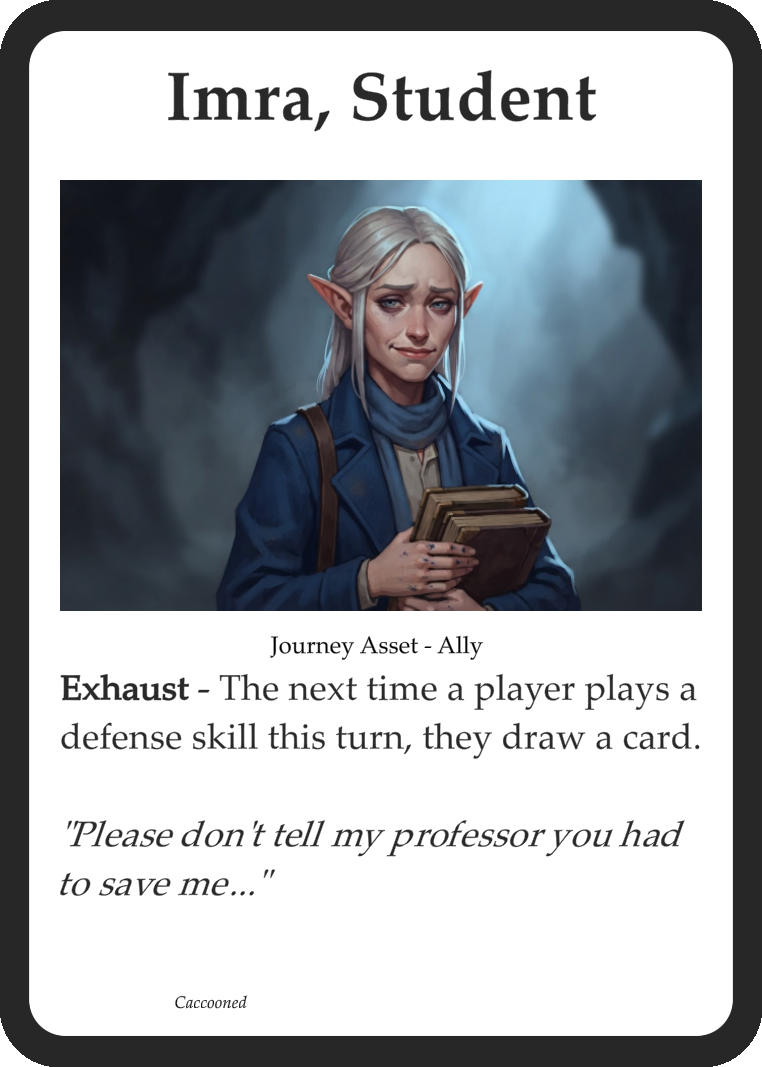 Imra, Student
Journey Asset - Ally
Exhaust - The next time a player plays a
defense skill this turn, they draw a card.
"Please don't tell my professor you had
to save me..."
Caccooned